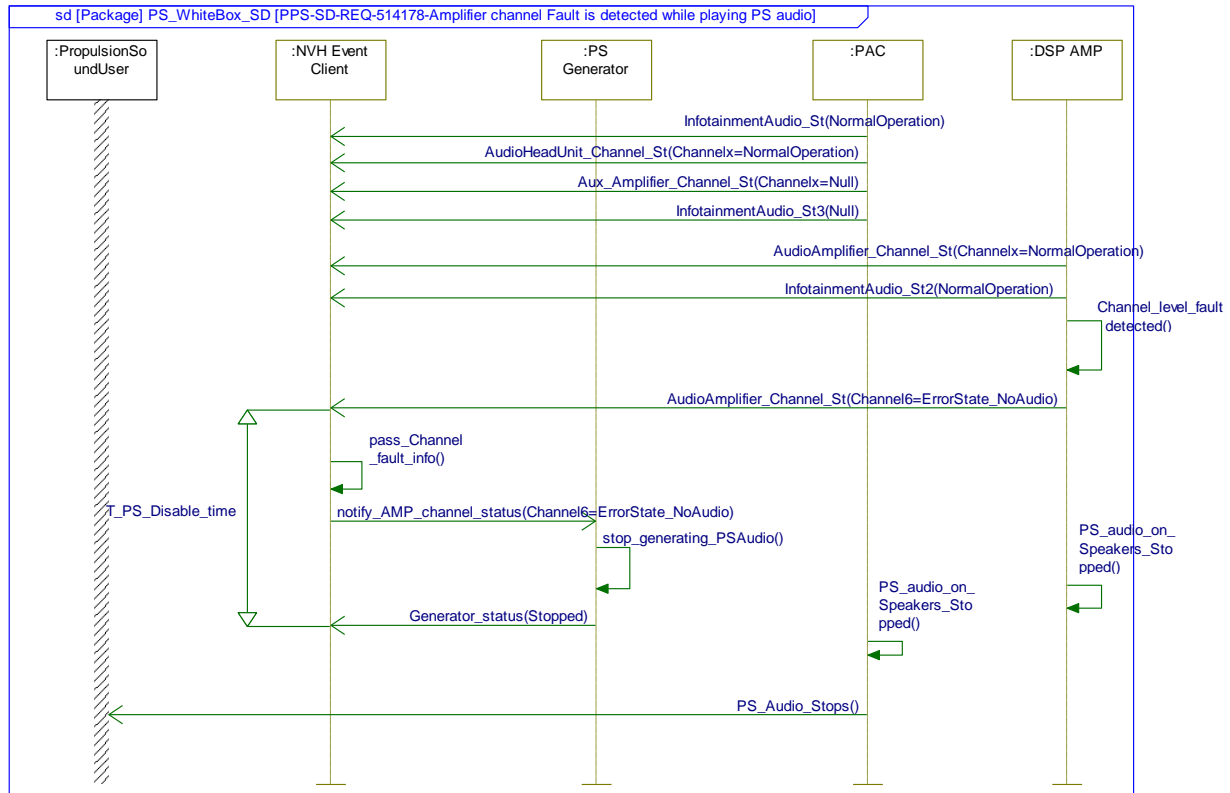 sd [Package] PS_WhiteBox_SD [PPS-SD-REQ-514178-Amplifier channel Fault is detected while playing PS audio]
:PropulsionSo
undUser
:NVH Event
Client
:PS
Generator
:PAC
:DSP AMP
InfotainmentAudio_St(NormalOperation)
AudioHeadUnit_Channel_St(Channelx=NormalOperation)
Aux_Amplifier_Channel_St(Channelx=Null)
InfotainmentAudio_St3(Null)
AudioAmplifier_Channel_St(Channelx=NormalOperation)
InfotainmentAudio_St2(NormalOperation)
Channel_level_fault
detected()
AudioAmplifier_Channel_St(Channel6=ErrorState_NoAudio)
pass_Channel
_fault_info()
T_PS_Disable_time
notify_AMP_channel_status(Channel6=ErrorState_NoAudio)
stop_generating_PSAudio()
PS_audio_on_
Speakers_Sto
pped()
PS_audio_on_
Speakers_Sto
pped()
Generator_status(Stopped)
PS_Audio_Stops()